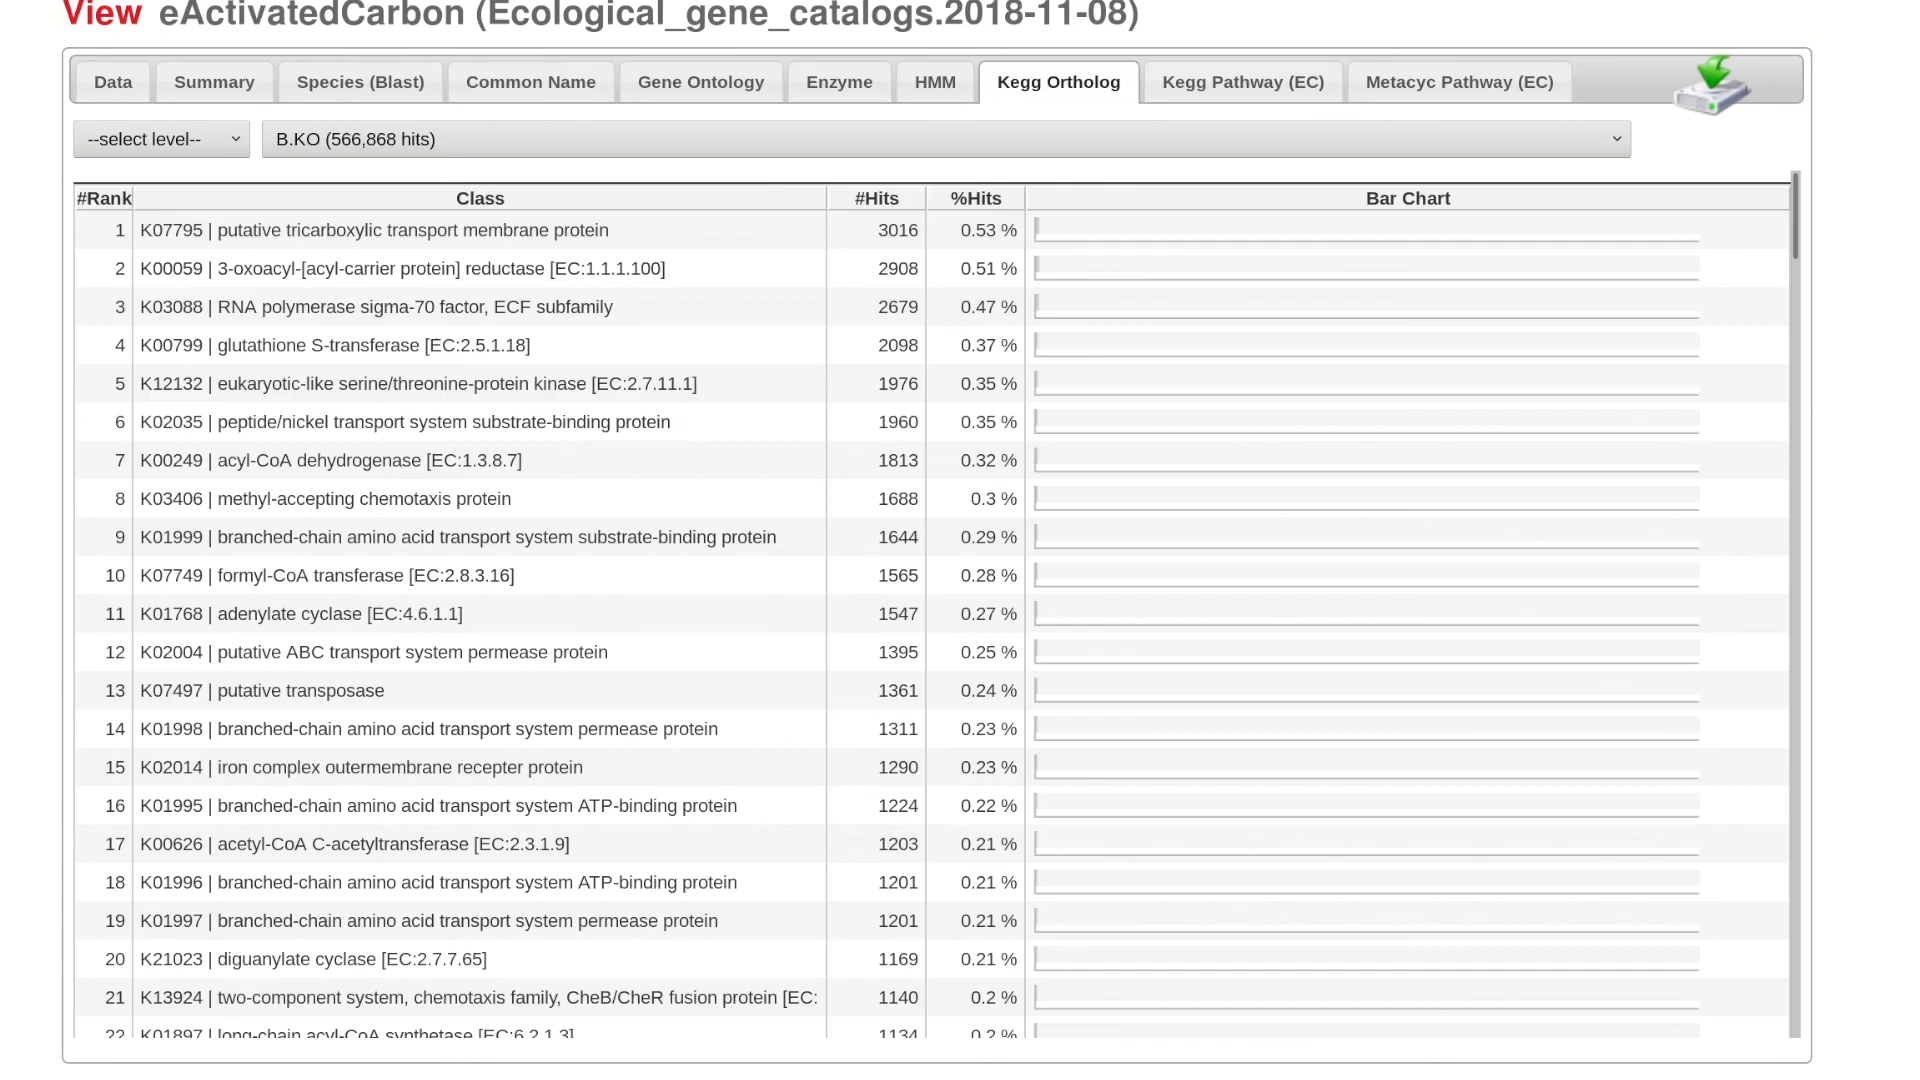 View eActivatedCarbon (Ecological_gene_catalogs.2018-11-08)
Data Summary Species (Blast) Common Name Gene Ontology Enzyme HMM Kegg Ortholog Kegg Pathway (EC) Metacyc Pathway (EC)
--select level-- B.KO (566,868 hits)
#Rank Class #Hits %Hits Bar Chart
1 K07795 | putative tricarboxylic transport membrane protein 3016 0.53 %
2 K00059 | 3-oxoacyl-[acyl-carrier protein] reductase [EC:1.1.1.100] 2908 0.51 %
3 K03088 | RNA polymerase sigma-70 factor, ECF subfamily 2679 0.47 %
4 K00799 | glutathione S-transferase [EC:2.5.1.18] 2098 0.37 %
5 K12132 | eukaryotic-like serine/threonine-protein kinase [EC:2.7.11.1] 1976 0.35 %
6 K02035 | peptide/nickel transport system substrate-binding protein 1960 0.35 %
7 K00249 | acyl-CoA dehydrogenase [EC:1.3.8.7] 1813 0.32 %
8 K03406 | methyl-accepting chemotaxis protein 1688 0.3 %
9 K01999 | branched-chain amino acid transport system substrate-binding protein 1644 0.29 %
10 K07749 | formyl-CoA transferase [EC:2.8.3.16] 1565 0.28 %
11 K01768 | adenylate cyclase [EC:4.6.1.1] 1547 0.27 %
12 K02004 | putative ABC transport system permease protein 1395 0.25 %
13 K07497 | putative transposase 1361 0.24 %
14 K01998 | branched-chain amino acid transport system permease protein 1311 0.23 %
15 K02014 | iron complex outermembrane recepter protein 1290 0.23 %
16 K01995 | branched-chain amino acid transport system ATP-binding protein 1224 0.22 %
17 K00626 | acetyl-CoA C-acetyltransferase [EC:2.3.1.9] 1203 0.21 %
18 K01996 | branched-chain amino acid transport system ATP-binding protein 1201 0.21 %
19 K01997 | branched-chain amino acid transport system permease protein 1201 0.21 %
20 K21023 | diguanylate cyclase [EC:2.7.7.65] 1169 0.21 %
21 K13924 | two-component system, chemotaxis family, CheB/CheR fusion protein [EC: 1140 0.2 %
22 K01897 | long-chain acyl-CoA synthetase [EC:6.2.1.3] 1134 0.2 %